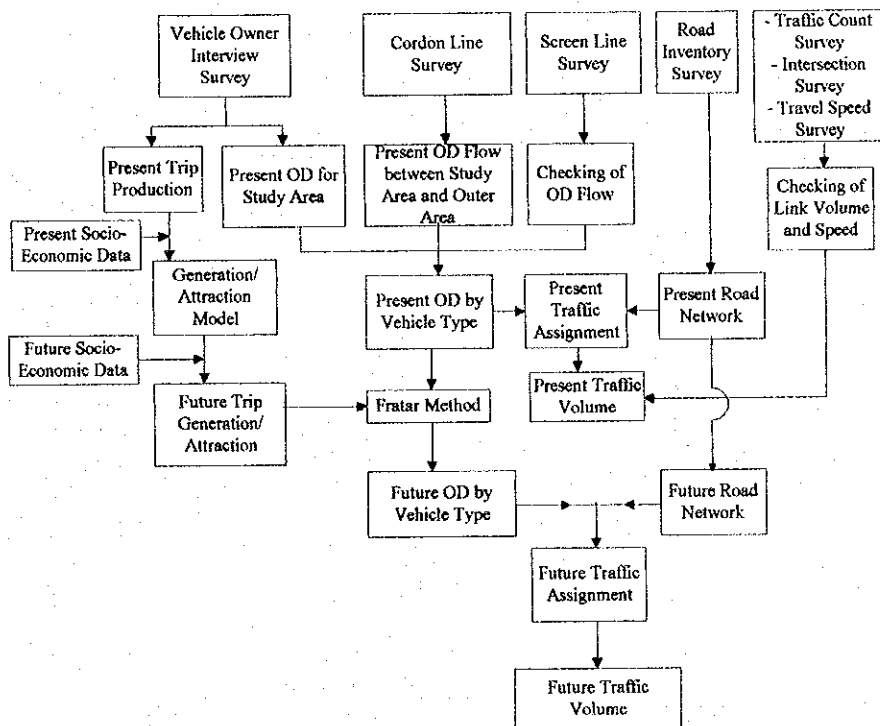 Vehicle Owner
Interview
Survey
Cordon Line
Survey
Screen Line
Survey
Road
Inventory
Survey
- Traffic Count
Survey
- Intersection
Survey
- Travel Speed
Survey
Present Trip
Production
Present OD for
Study Area
Present OD Flow
between Study
Area and Outer
Area
Checking of
OD Flow
Checking of
Link Volume
and Speed
Present Socio-
Economic Data
Generation/
Attraction
Model
Present OD by
Vehicle Type
Present
Traffic
Assignment
Present Road
Network
Future Socio-
Economic Data
Future Trip
Generation/
Attraction
Fratar Method
Present Traffic
Volume
Future OD by
Vehicle Type
Future Road
Network
Future Traffic
Assignment
Future Traffic
Volume